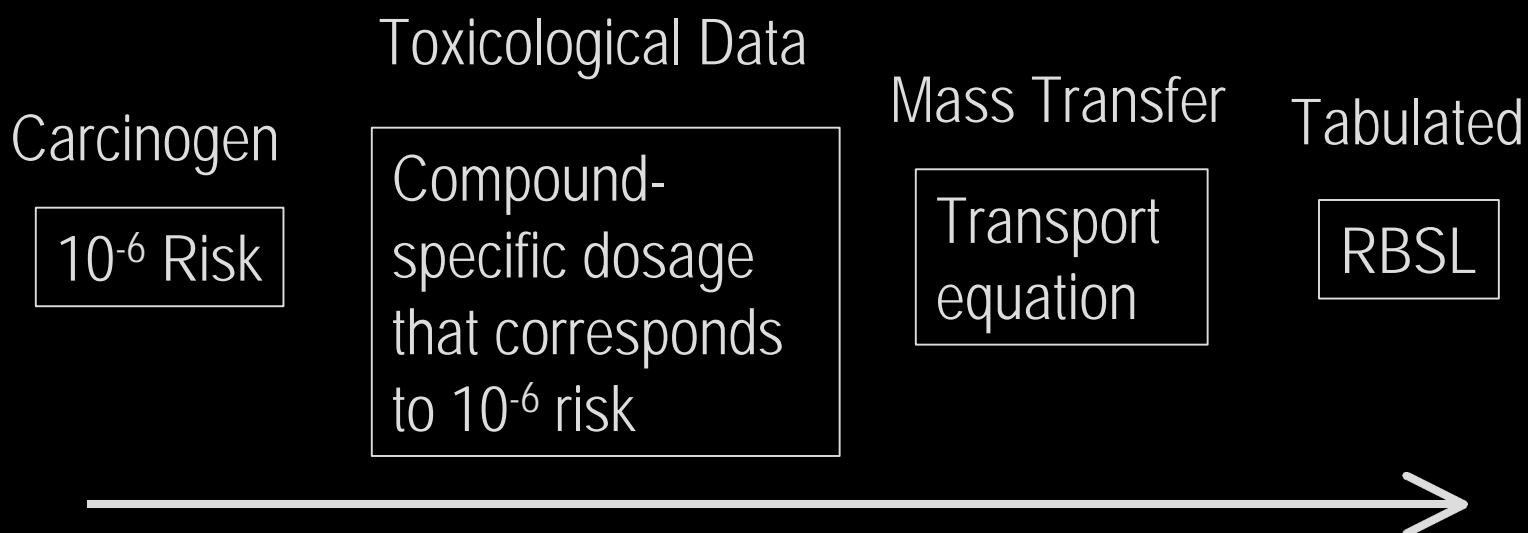 Carcinogen
10⁻⁶ Risk
Toxicological Data
Compound-
specific dosage
that corresponds
to 10⁻⁶ risk
Mass Transfer
Transport
equation
Tabulated
RBSL